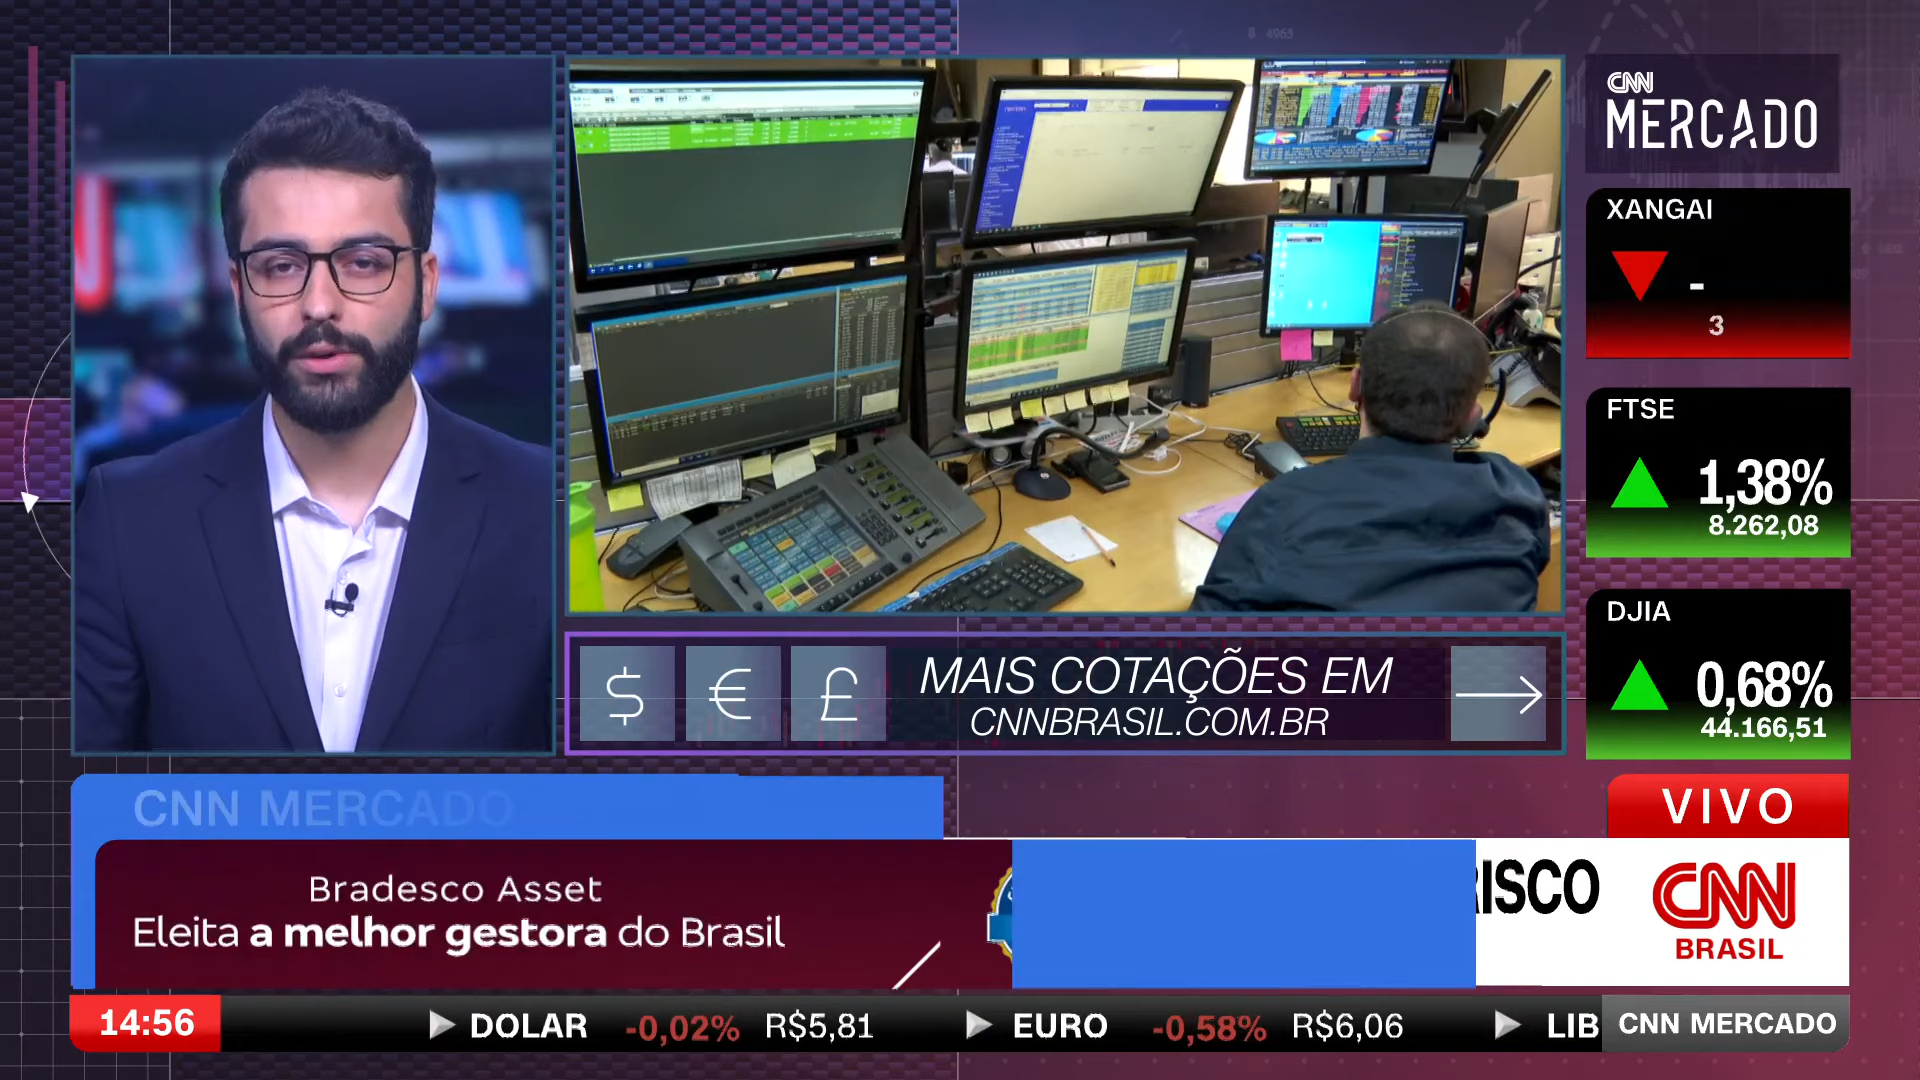 CNN
MERCADO
XANGAI
-
3
FTSE
1,38%
8.262,08
DJIA
0,68%
44.166,51
$ € £
MAIS COTAÇÕES EM
CNNBRASIL.COM.BR
CNN MERCADO
VIVO
Bradesco Asset
Eleita a melhor gestora do Brasil
RISCO
CNN
BRASIL
14:56
DOLAR -0,02% R$5,81 EURO -0,58% R$6,06 LIB
CNN MERCADO